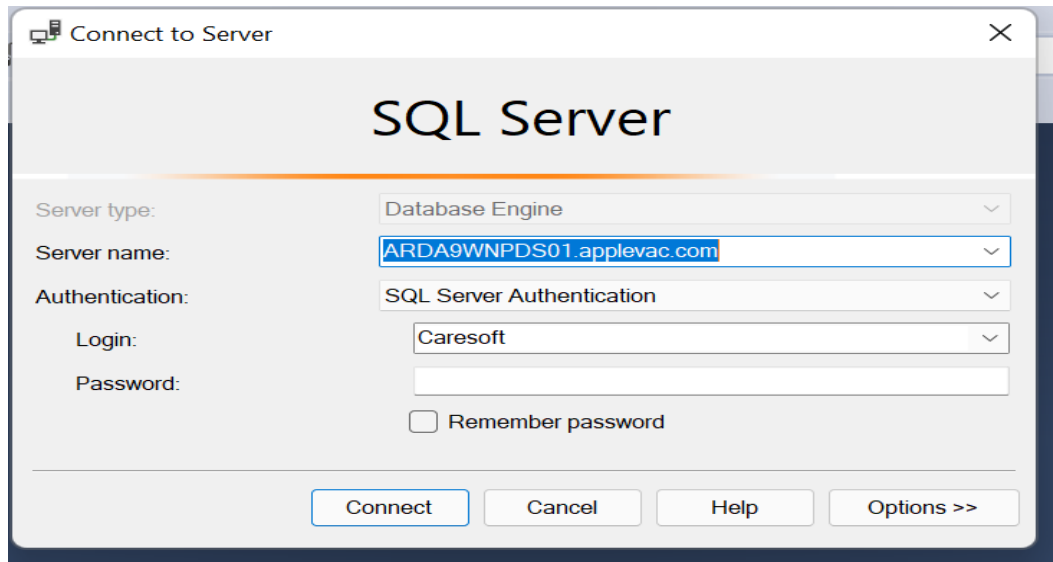 Connect to Server
SQL Server
Server type: Database Engine
Server name: ARDA9WNPDS01.applevac.com
Authentication: SQL Server Authentication
Login: Caresoft
Password:
Remember password
Connect Cancel Help Options >>